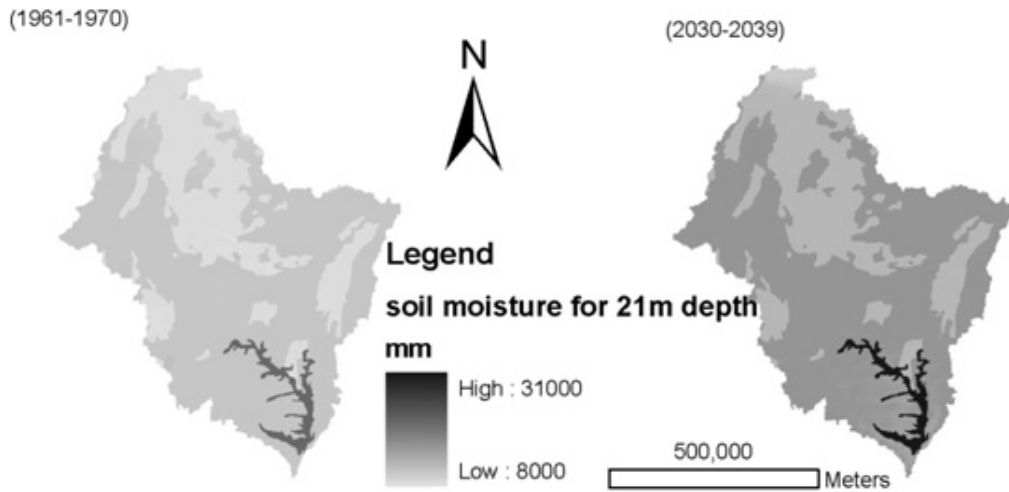 (1961-1970)
(2030-2039)
N
Legend
soil moisture for 21m depth
mm
High : 31000
Low : 8000
500,000
Meters